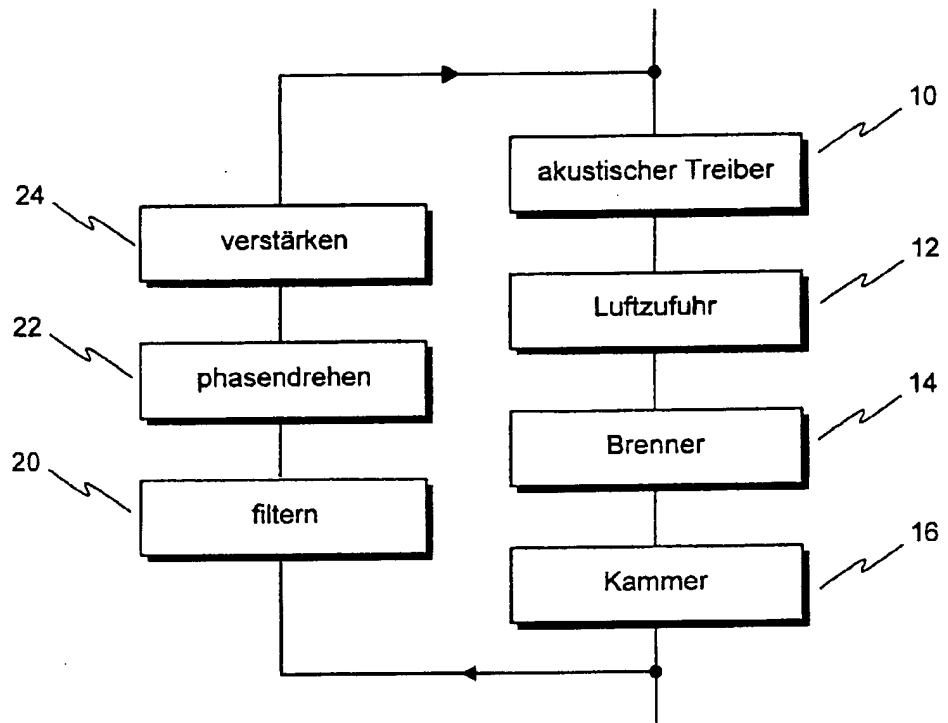 10
akustischer Treiber
24
verstärken
12
Luftzufuhr
22
phasendrehen
14
Brenner
20
filtern
16
Kammer